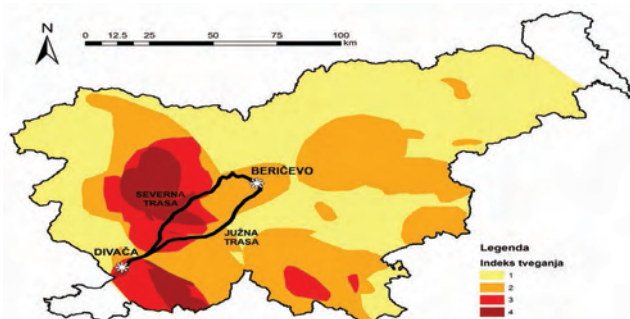 N
0 12.5 25 50 75 100
km
BERIČEVO
SEVERNA
TRASA
JUŽNA
TRASA
DIVAČA
Legenda
Indeks tveganja
1
2
3
4